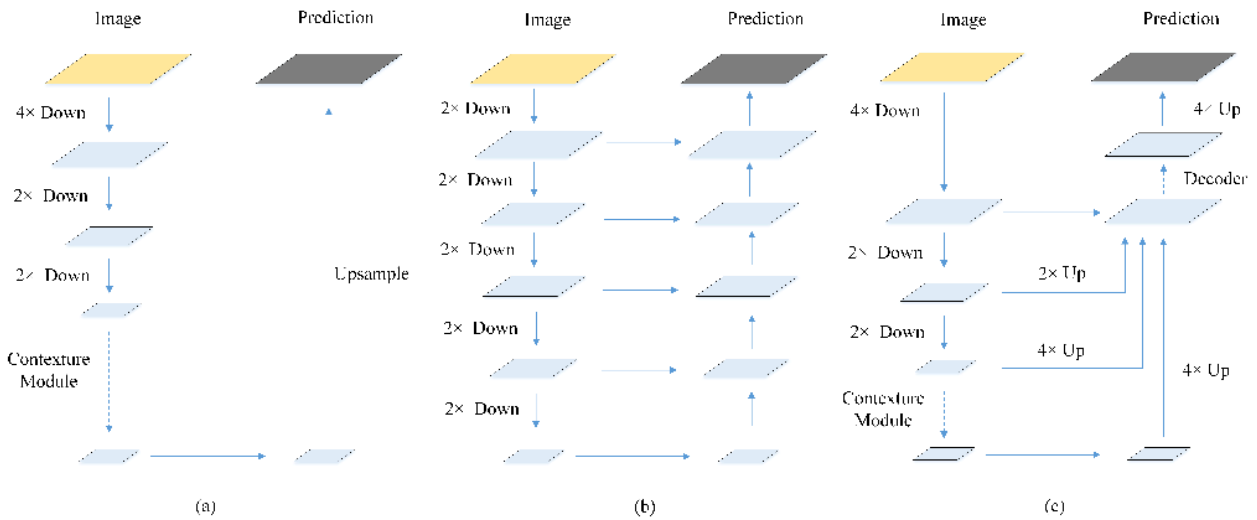 Image
Prediction
4× Down
2× Down
2× Down
Upsample
Contexture
Module
(a)
Image
Prediction
2× Down
2× Down
2× Down
2× Down
2× Down
(b)
Image
Prediction
4× Down
4× Up
Decoder
2× Down
2× Up
2× Down
4× Up
4× Up
Contexture
Module
(c)